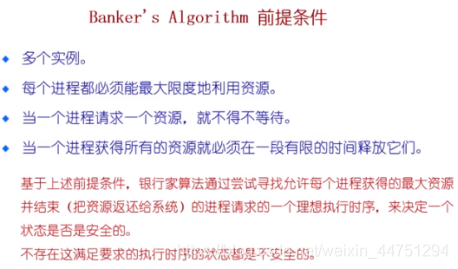 Banker's Algorithm 前提条件
多个实例。
每个进程都必须能最大限度地利用资源。
当一个进程请求一个资源，就不得不等待。
当一个进程获得所有的资源就必须在一段有限的时间释放它们。
基于上述前提条件，银行家算法通过尝试寻找允许每个进程获得的最大资源
并结束（把资源返还给系统）的进程请求的一个理想执行时序，来决定一个
状态是否是安全的。
不存在这满足要求的执行时序的状态都是不安全的。
net/weixin_44751294